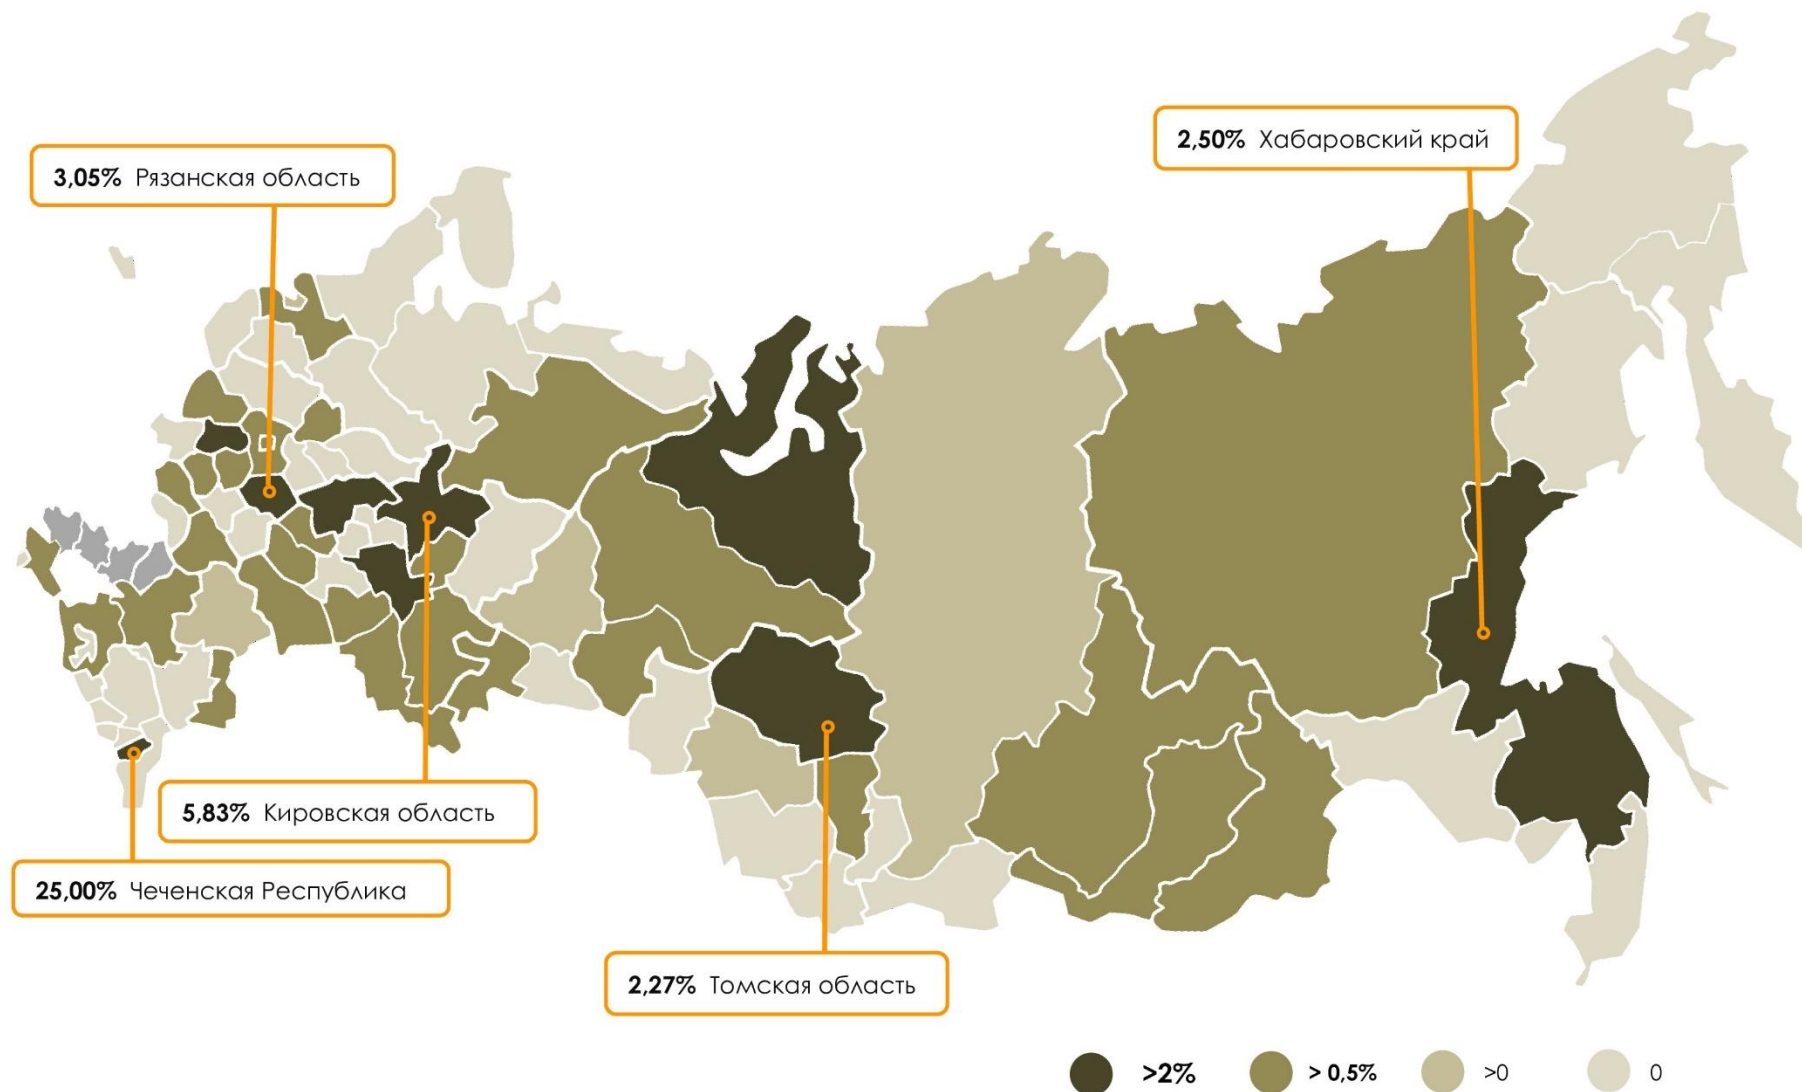 2,50% Хабаровский край
3,05% Рязанская область
5,83% Кировская область
25,00% Чеченская Республика
2,27% Томская область
>2% > 0,5% >0 0